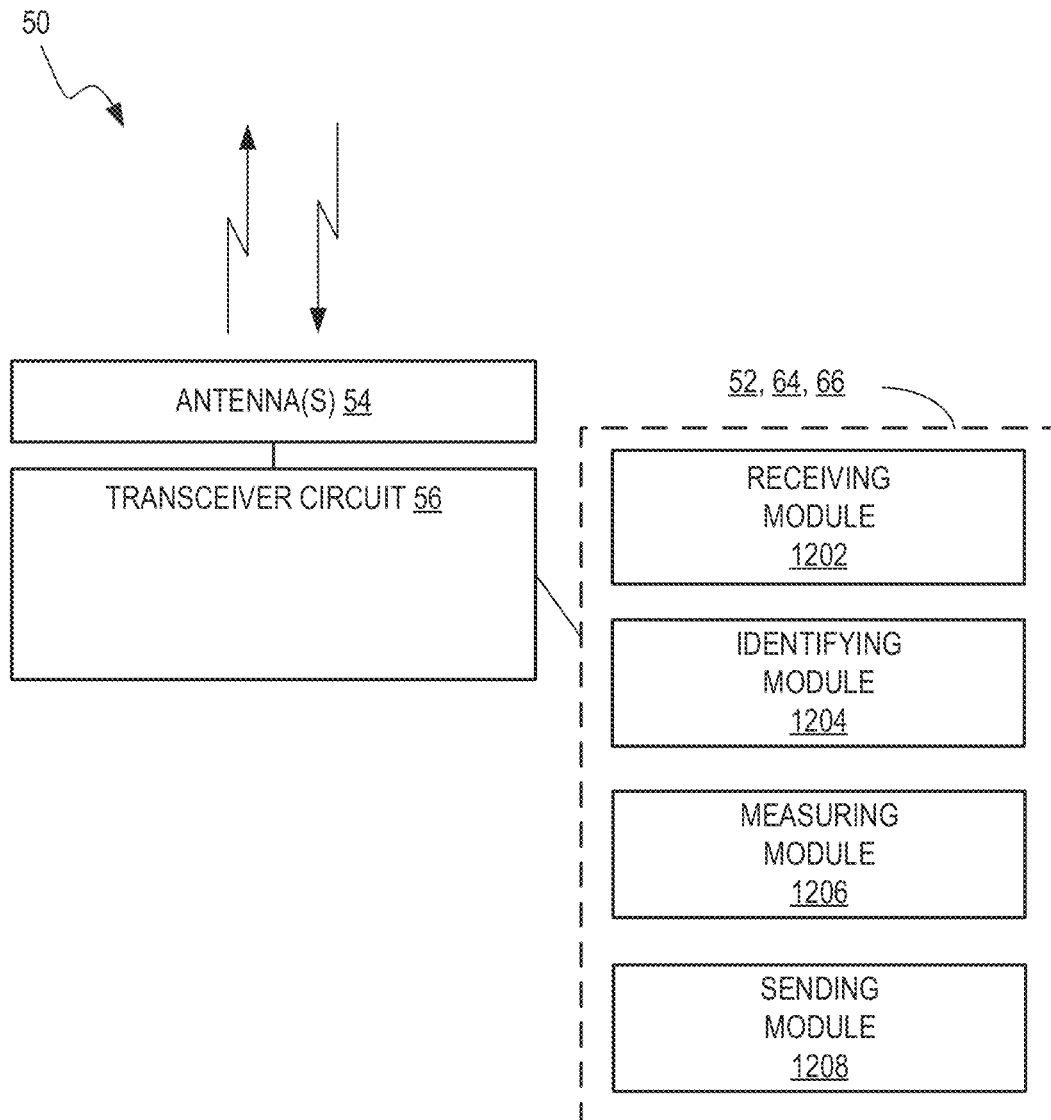 50
ANTENNA(S) 54
52, 64, 66
TRANSCEIVER CIRCUIT 56
RECEIVING
MODULE
1202
IDENTIFYING
MODULE
1204
MEASURING
MODULE
1206
SENDING
MODULE
1208